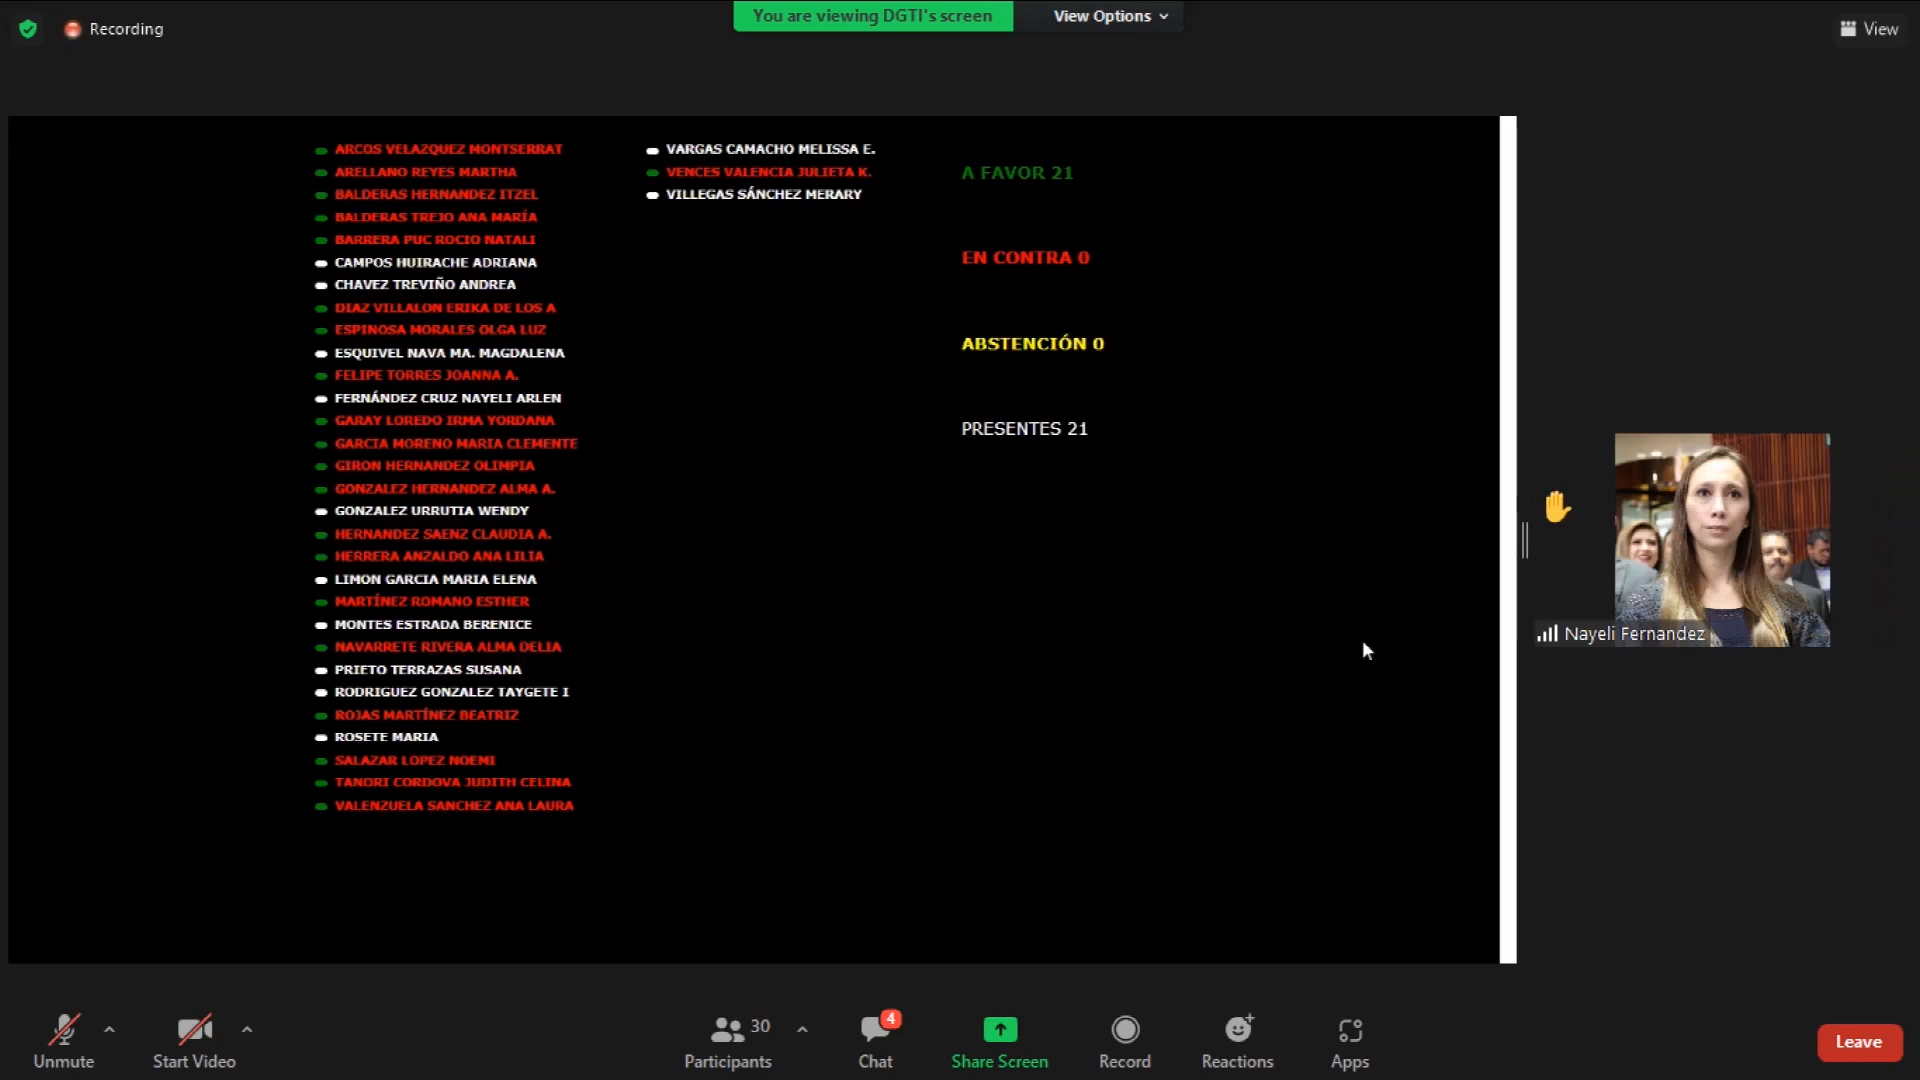 Recording
You are viewing DGTI's screen
View Options
View
ARCOS VELAZQUEZ MONTSERRAT
ARELLANO REYES MARTHA
BALDERAS HERNANDEZ ITZEL
BALDERAS TREJO ANA MARÍA
BARRERA PUC ROCIO NATALI
CAMPOS HUIRACHE ADRIANA
CHAVEZ TREVIÑO ANDREA
DIAZ VILLALON ERIKA DE LOS A
ESPINOSA MORALES OLGA LUZ
ESQUIVEL NAVA MA. MAGDALENA
FELIPE TORRES JOANNA A.
FERNÁNDEZ CRUZ NAYELI ARLEN
GARAY LOREDO IRMA YORDANA
GARCIA MORENO MARIA CLEMENTE
GIRON HERNANDEZ OLIMPIA
GONZALEZ HERNANDEZ ALMA A.
GONZALEZ URRUTIA WENDY
HERNANDEZ SAENZ CLAUDIA A.
HERRERA ANZALDO ANA LILIA
LIMON GARCIA MARIA ELENA
MARTÍNEZ ROMANO ESTHER
MONTES ESTRADA BERENICE
NAVARRETE RIVERA ALMA DELIA
PRIETO TERRAZAS SUSANA
RODRIGUEZ GONZALEZ TAYGETE I
ROJAS MARTÍNEZ BEATRIZ
ROSETE MARIA
SALAZAR LOPEZ NOEMI
TANORI CORDOVA JUDITH CELINA
VALENZUELA SANCHEZ ANA LAURA
VARGAS CAMACHO MELISSA E.
VENCES VALENCIA JULIETA K.
VILLEGAS SÁNCHEZ MERARY
A FAVOR 21
EN CONTRA 0
ABSTENCIÓN 0
PRESENTES 21
Nayeli Fernandez
Unmute
Start Video
30
Participants
4
Chat
Share Screen
Record
Reactions
Apps
Leave